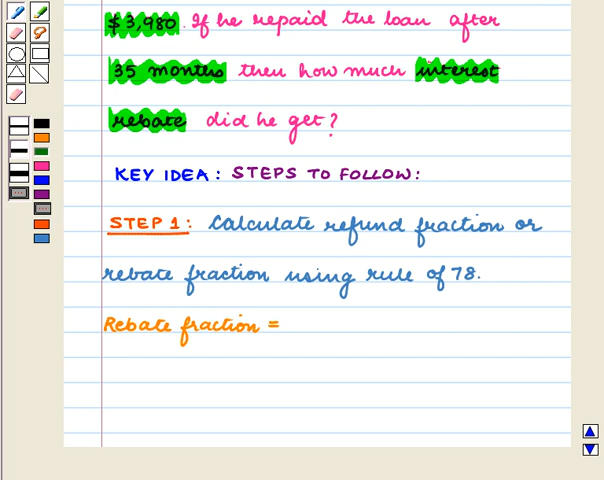 $3,980. If he repaid the loan after
35 months then how much interest
rebate did he get?
KEY IDEA: STEPS TO FOLLOW:
STEP 1: Calculate refund fraction or
rebate fraction using rule of 78.
Rebate fraction =